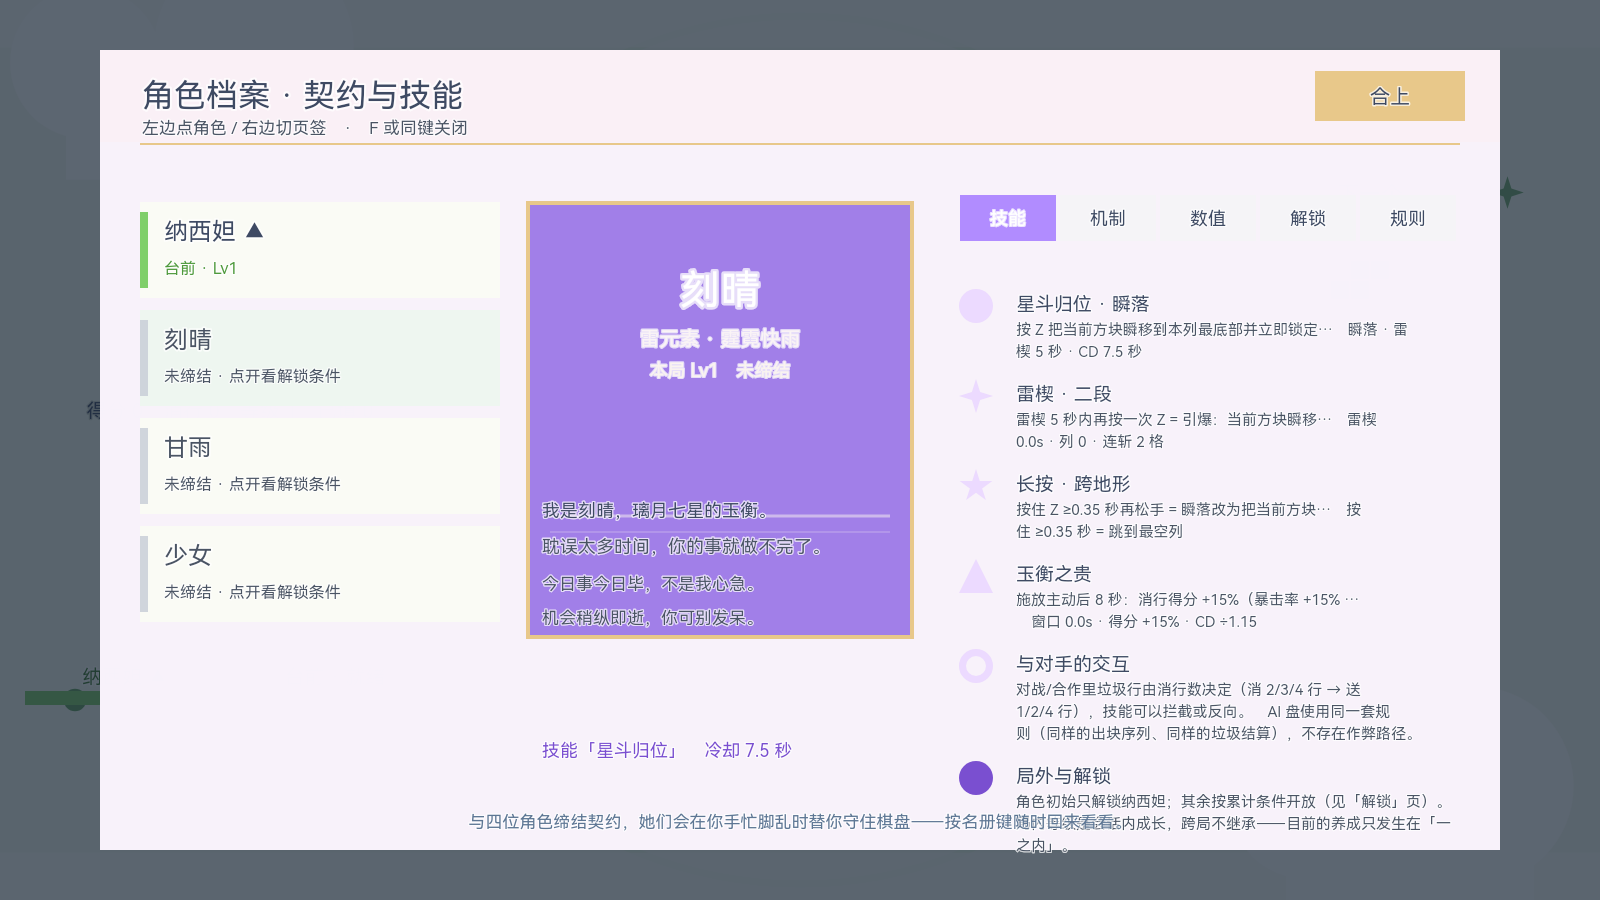 角色档案 · 契约与技能
左边点角色 / 右边切页签 · F 或同键关闭
合上
纳西妲 ▲
台前 · Lv1
刻晴
未缔结 · 点开看解锁条件
甘雨
未缔结 · 点开看解锁条件
少女
未缔结 · 点开看解锁条件
刻晴
雷元素 · 霆霓快雨
本局 Lv1 未缔结
我是刻晴，璃月七星的玉衡。
耽误太多时间，你的事就做不完了。
今日事今日毕，不是我心急。
机会稍纵即逝，你可别发呆。
技能「星斗归位」 冷却 7.5 秒
技能 机制 数值 解锁 规则
星斗归位 · 瞬落
按 Z 把当前方块瞬移到本列最底部并立即锁定… 瞬落 · 雷
楔 5 秒 · CD 7.5 秒
雷楔 · 二段
雷楔 5 秒内再按一次 Z = 引爆：当前方块瞬移… 雷楔
0.0s · 列 0 · 连斩 2 格
长按 · 跨地形
按住 Z ≥0.35 秒再松手 = 瞬落改为把当前方块… 按
住 ≥0.35 秒 = 跳到最空列
玉衡之贵
施放主动后 8 秒：消行得分 +15%（暴击率 +15% …
窗口 0.0s · 得分 +15% · CD ÷1.15
与对手的交互
对战/合作里垃圾行由消行数决定（消 2/3/4 行 → 送
1/2/4 行），技能可以拦截或反向。 AI 盘使用同一套规
则（同样的出块序列、同样的垃圾结算），不存在作弊路径。
局外与解锁
角色初始只解锁纳西妲；其余按累计条件开放（见「解锁」页）。
与四位角色缔结契约，她们会在你手忙脚乱时替你守住棋盘——按名册键随时回来看看。
内成长，跨局不继承——目前的养成只发生在「一
之内」。
得
纳